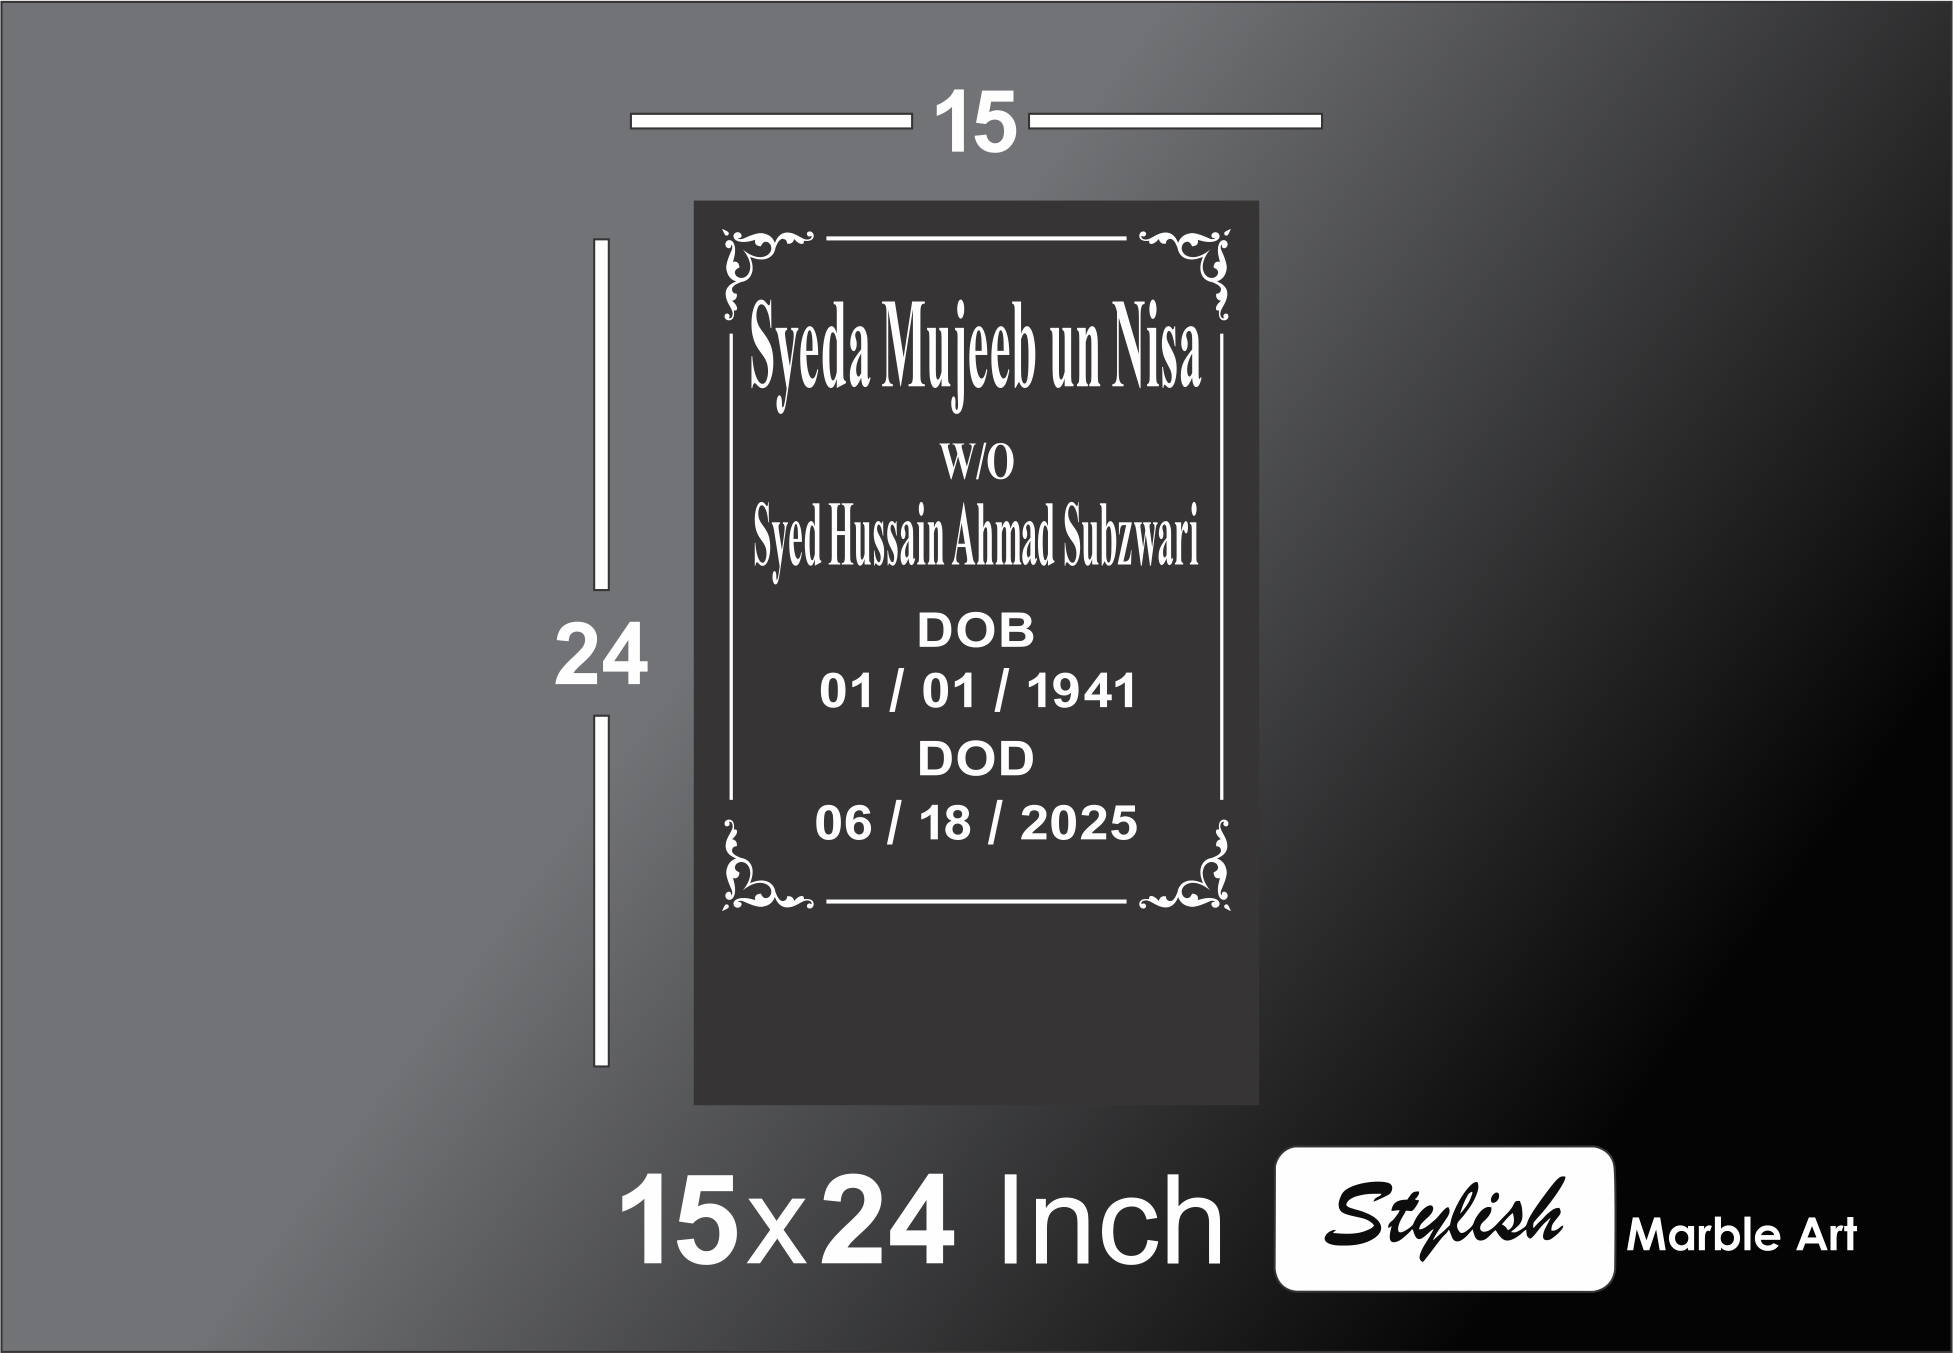 15
Syeda Mujeeb un Nisa
W/O
Syed Hussain Ahmad Subzwari
DOB
01 / 01 / 1941
24
DOD
06 / 18 / 2025
15x24 Inch
Stylish Marble Art